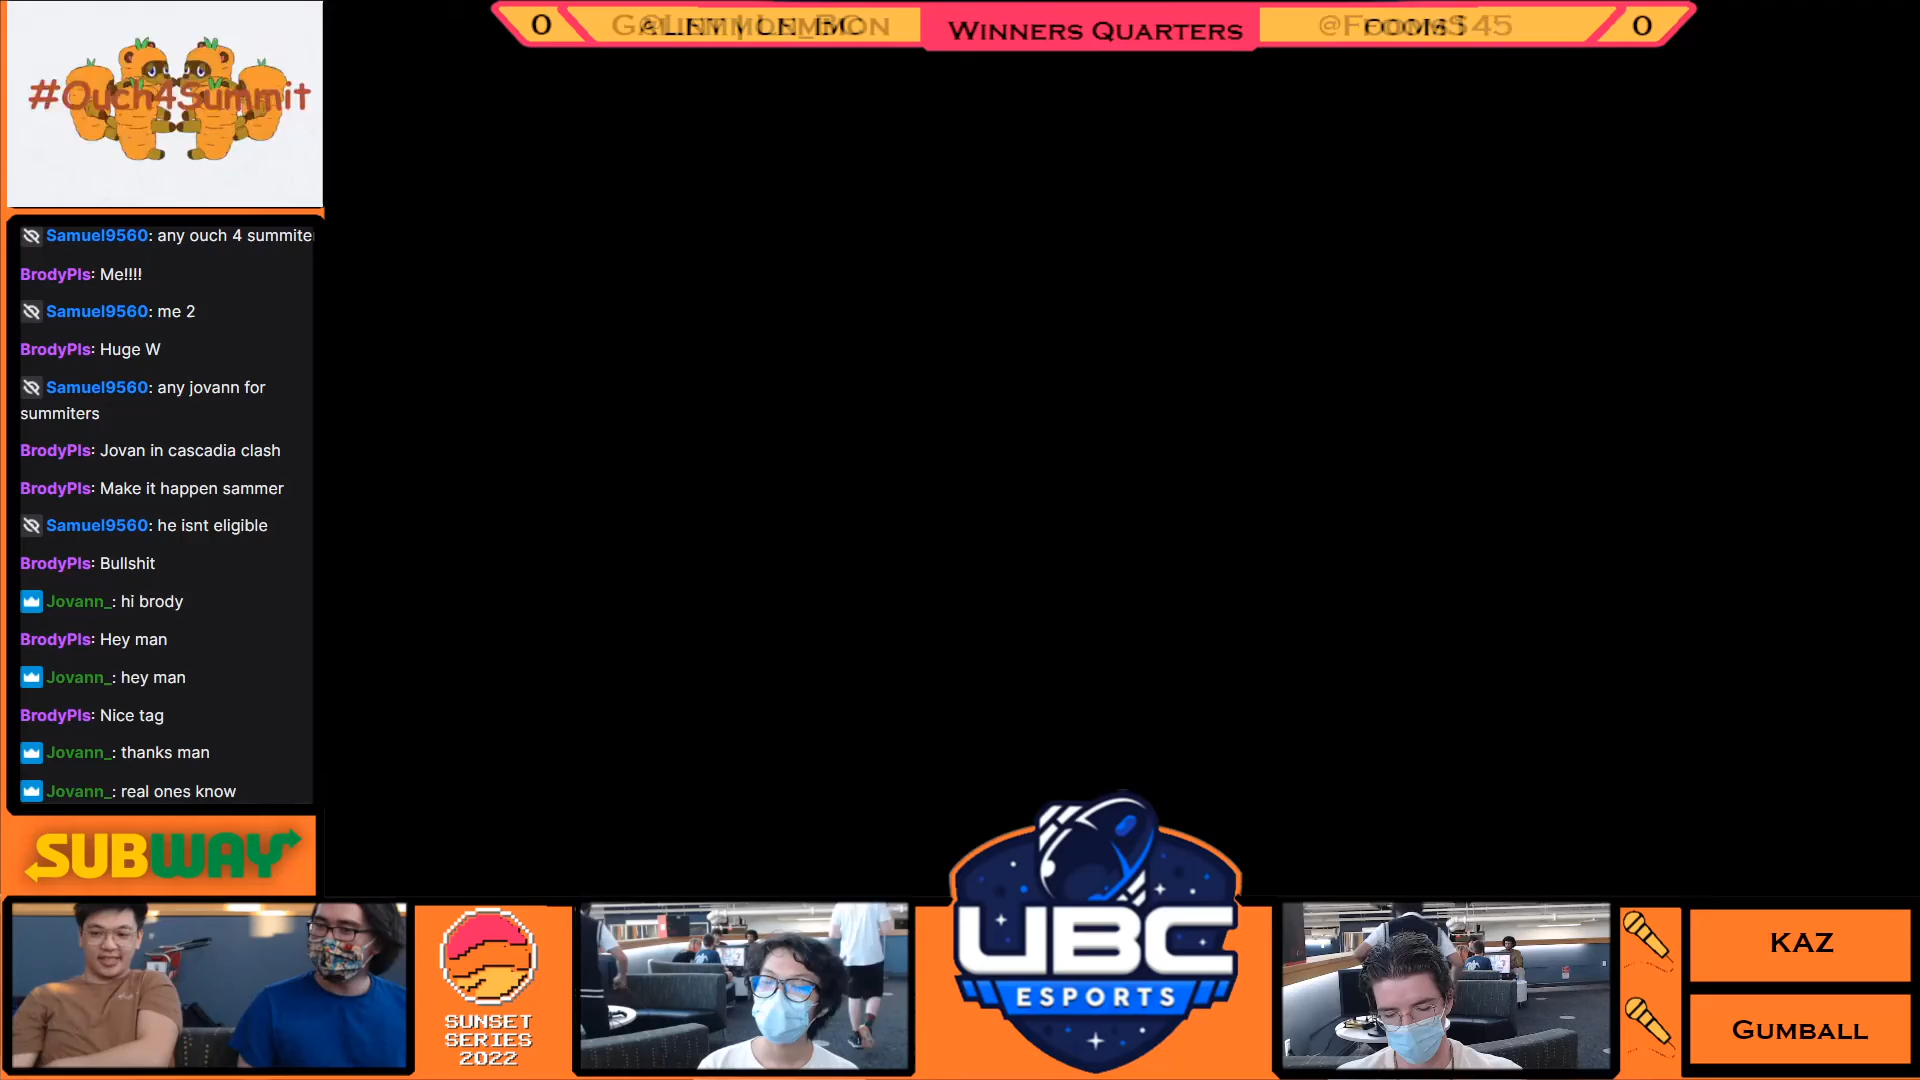 0
WINNERS QUARTERS
0
#Ouch4Summit
Samuel9560: any ouch 4 summite
BrodyPls: Me!!!!
Samuel9560: me 2
BrodyPls: Huge W
Samuel9560: any jovann for
summiters
BrodyPls: Jovan in cascadia clash
BrodyPls: Make it happen sammer
Samuel9560: he isnt eligible
BrodyPls: Bullshit
Jovann_: hi brody
BrodyPls: Hey man
Jovann_: hey man
BrodyPls: Nice tag
Jovann_: thanks man
Jovann_: real ones know
SUBWAY
SUNSET
SERIES
2022
UBC
ESPORTS
KAZ
GUMBALL